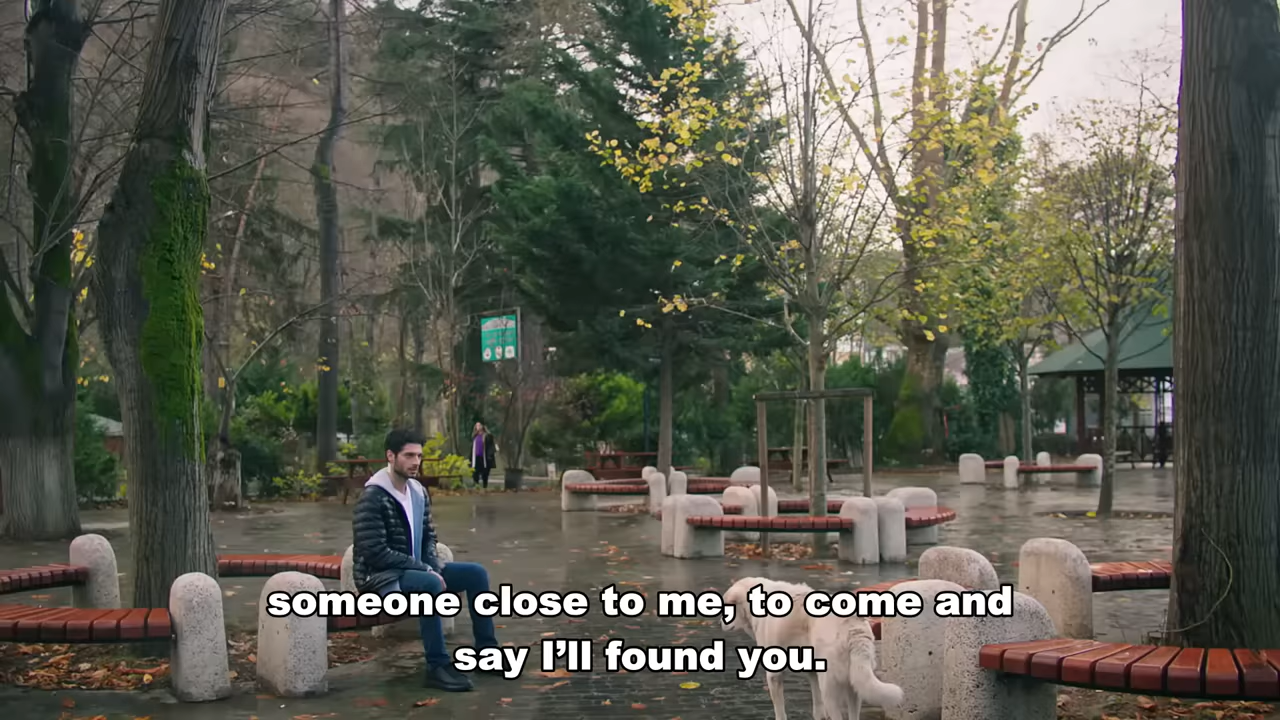 someone close to me, to come and
say I’ll found you.